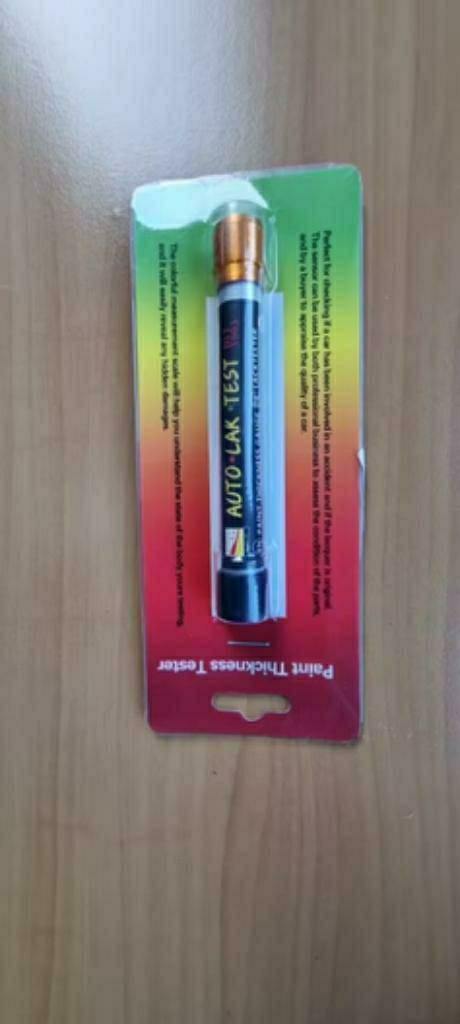 Paint Thickness Tester
Perfect for checking if a car has been involved in an accident and if the lacquer is original.
The sensor can be used by both professional business to assess the condition of the paint,
and by a buyer to appraise the quality of a car.
AUTO-LAK-TEST
The colorful measurement scale will help you understand the state of the body youre testing,
and it will easily reveal any hidden damages.